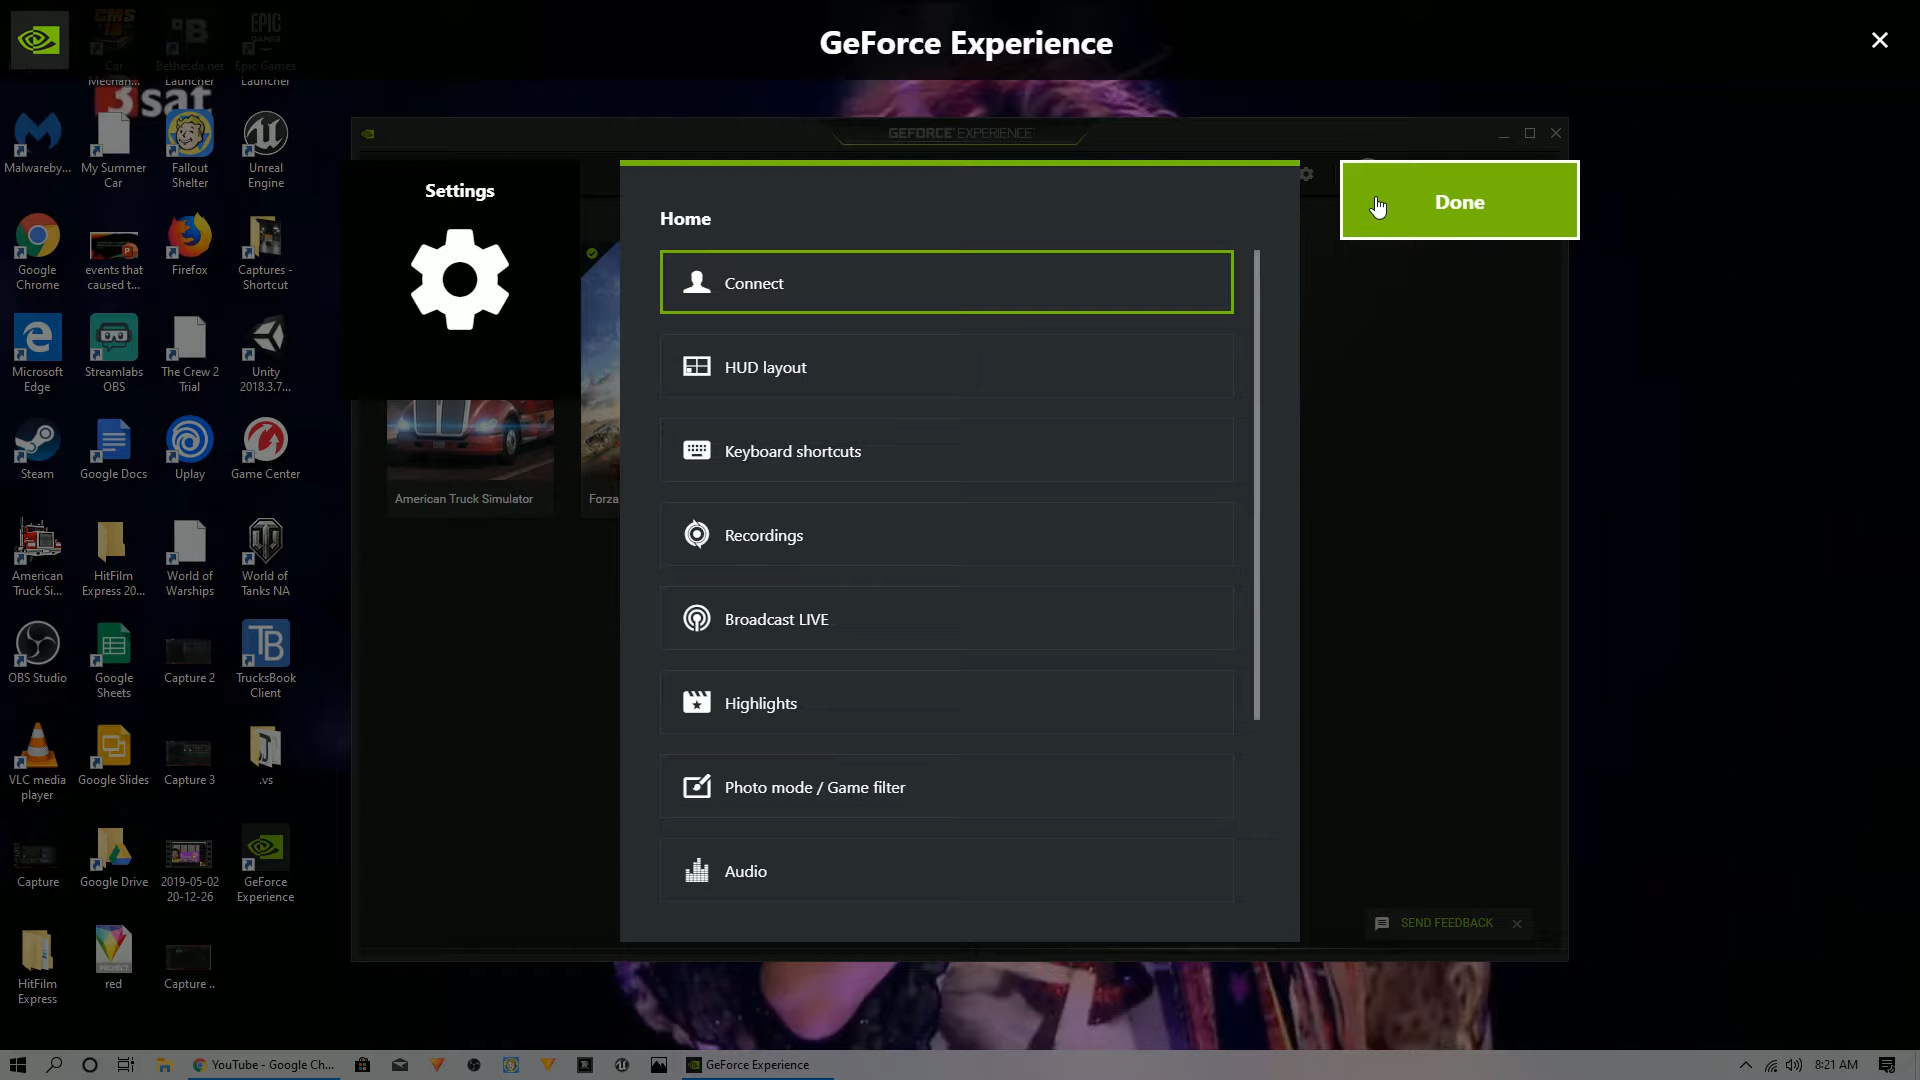 GeForce Experience
Car
Mechan...
Bethesda.net
Launcher
Epic Games
Launcher
EPIC
GAMES
3sat
GEFORCE EXPERIENCE
Settings
Home
Done
Connect
HUD layout
Keyboard shortcuts
Recordings
Broadcast LIVE
Highlights
Photo mode / Game filter
Audio
American Truck Simulator
Forza
SEND FEEDBACK
Malwareby...
My Summer
Car
Fallout
Shelter
Unreal
Engine
Google
Chrome
events that
caused t...
Firefox
Captures -
Shortcut
Microsoft
Edge
Streamlabs
OBS
The Crew 2
Trial
Unity
2018.3.7...
Steam
Google Docs
Uplay
Game Center
American
Truck Si...
HitFilm
Express 20...
World of
Warships
World of
Tanks NA
OBS Studio
Google
Sheets
Capture 2
TB
TrucksBook
Client
VLC media
player
Google Slides
Capture 3
.vs
Capture
Google Drive
2019-05-02
20-12-26
GeForce
Experience
HitFilm
Express
PROJECT
red
Capture ..
YouTube - Google Ch...
GeForce Experience
8:21 AM